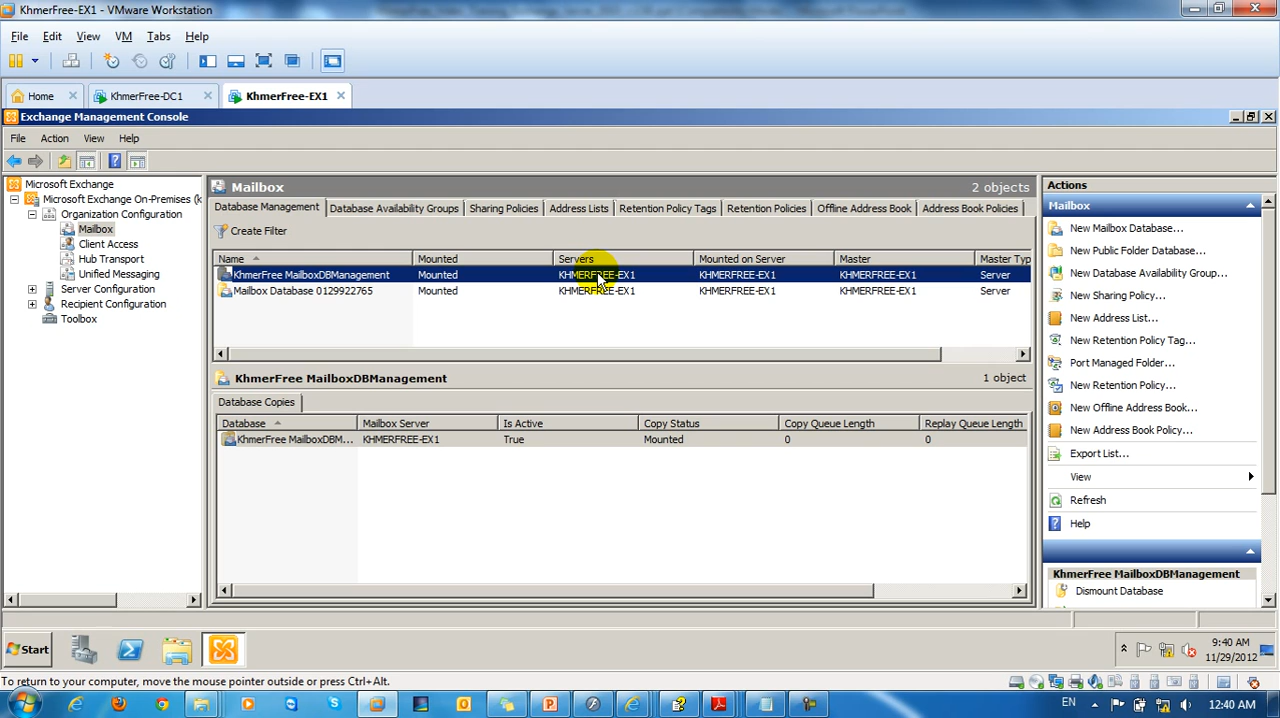 KhmerFree-EX1 - VMware Workstation
File Edit View VM Tabs Help
Home KhmerFree-DC1 KhmerFree-EX1
Exchange Management Console
File Action View Help
Microsoft Exchange
Microsoft Exchange On-Premises (k
Organization Configuration
Mailbox
Client Access
Hub Transport
Unified Messaging
Server Configuration
Recipient Configuration
Toolbox
Mailbox 2 objects
Database Management Database Availability Groups Sharing Policies Address Lists Retention Policy Tags Retention Policies Offline Address Book Address Book Policies
Create Filter
Name Mounted Servers Mounted on Server Master Master Typ
KhmerFree MailboxDBManagement Mounted KHMERFREE-EX1 KHMERFREE-EX1 KHMERFREE-EX1 Server
Mailbox Database 0129922765 Mounted KHMERFREE-EX1 KHMERFREE-EX1 KHMERFREE-EX1 Server
KhmerFree MailboxDBManagement 1 object
Database Copies
Database Mailbox Server Is Active Copy Status Copy Queue Length Replay Queue Length
KhmerFree MailboxDBM... KHMERFREE-EX1 True Mounted 0 0
Actions
Mailbox
New Mailbox Database...
New Public Folder Database...
New Database Availability Group...
New Sharing Policy...
New Address List...
New Retention Policy Tag...
Port Managed Folder...
New Retention Policy...
New Offline Address Book...
New Address Book Policy...
Export List...
View
Refresh
Help
KhmerFree MailboxDBManagement
Dismount Database
Start
9:40 AM
11/29/2012
To return to your computer, move the mouse pointer outside or press Ctrl+Alt.
EN
12:40 AM